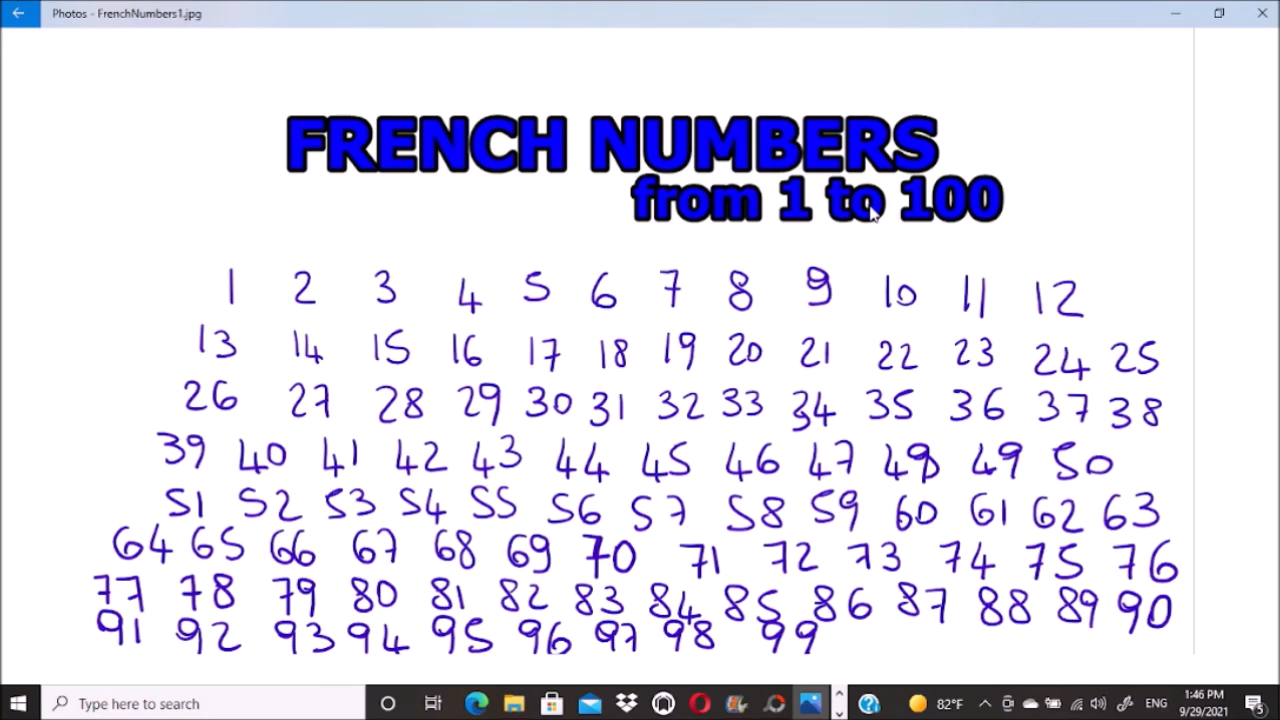 Photos - FrenchNumbers1.jpg
FRENCH NUMBERS
from 1 to 100
1 2 3 4 5 6 7 8 9 10 11 12
13 14 15 16 17 18 19 20 21 22 23 24 25
26 27 28 29 30 31 32 33 34 35 36 37 38
39 40 41 42 43 44 45 46 47 48 49 50
51 52 53 54 55 56 57 58 59 60 61 62 63
64 65 66 67 68 69 70 71 72 73 74 75 76
77 78 79 80 81 82 83 84 85 86 87 88 89 90
91 92 93 94 95 96 97 98 99
Type here to search 82°F ENG 1:46 PM
9/29/2021 5